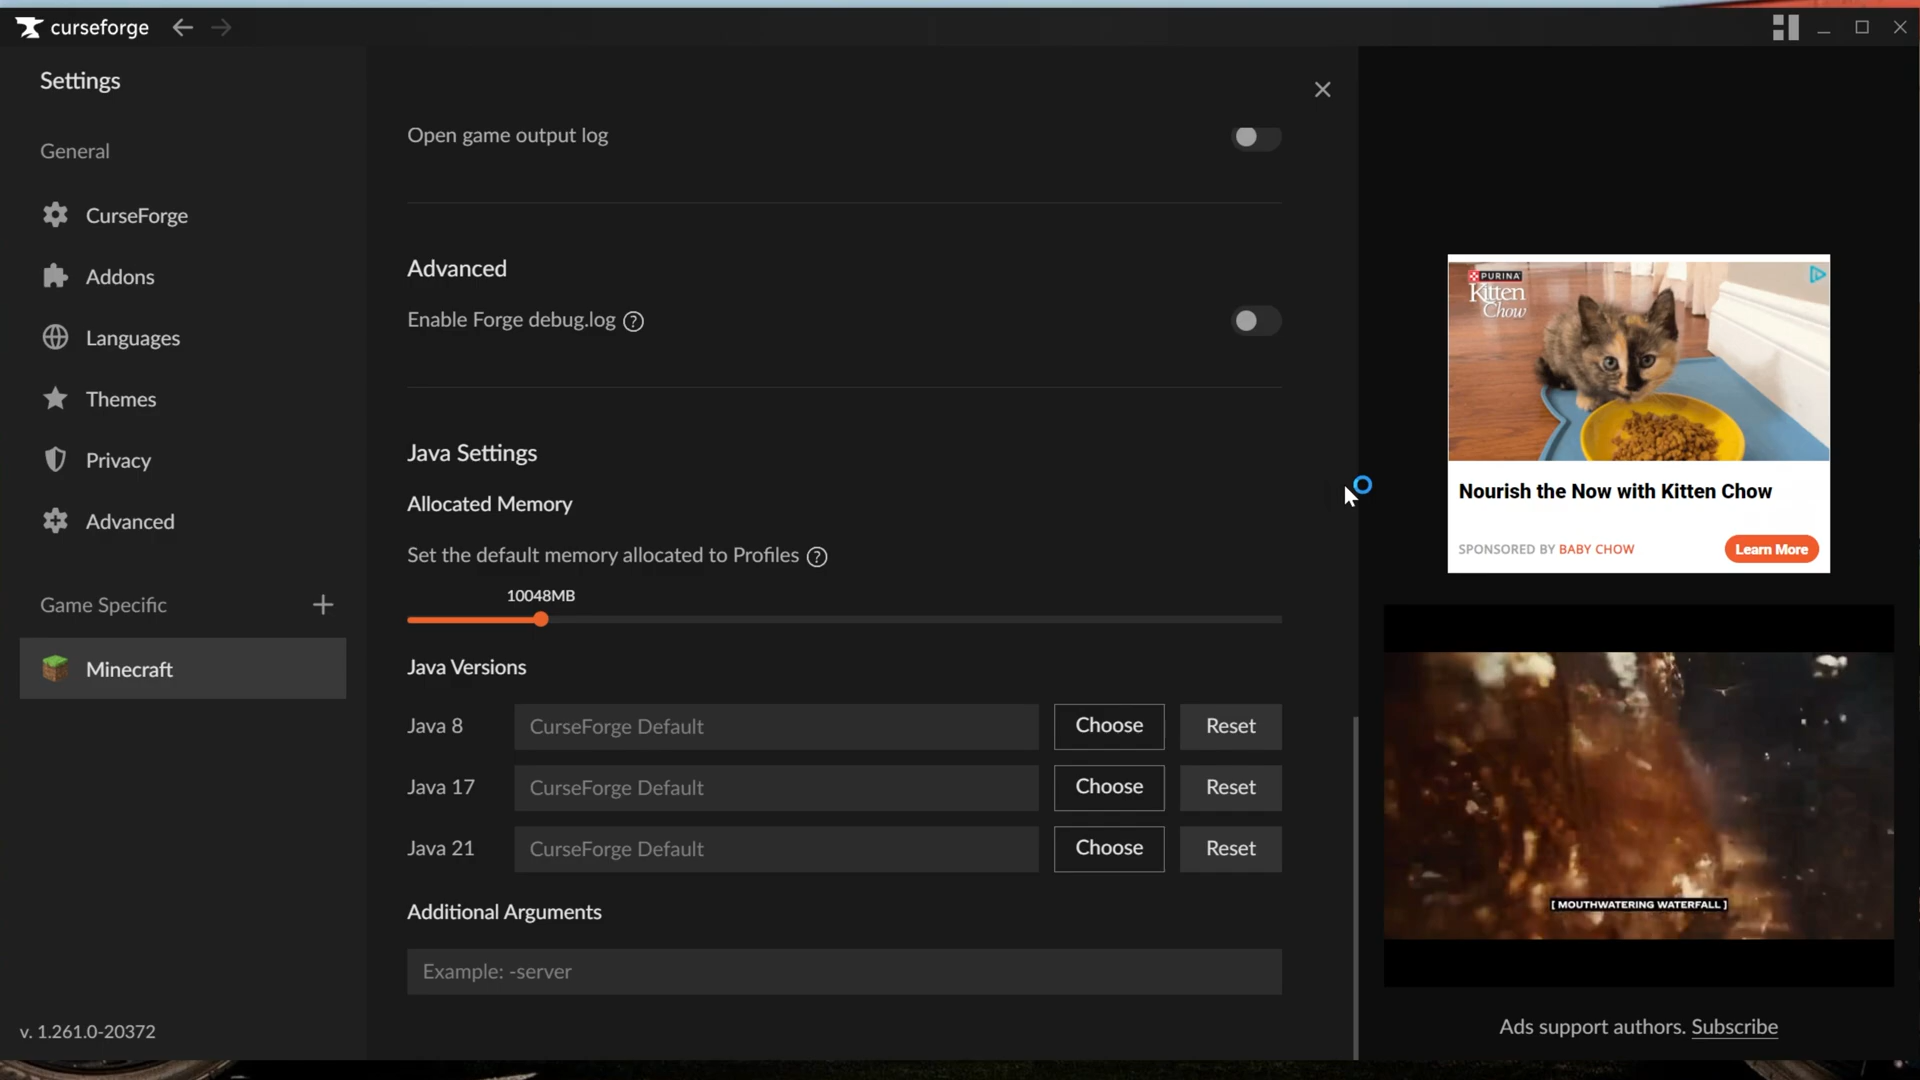 curseforge
Settings
General
CurseForge
Addons
Languages
Themes
Privacy
Advanced
Game Specific
Minecraft
v. 1.261.0-20372
Open game output log
Advanced
Enable Forge debug.log ?
Java Settings
Allocated Memory
Set the default memory allocated to Profiles ?
10048MB
Java Versions
Java 8 CurseForge Default Choose Reset
Java 17 CurseForge Default Choose Reset
Java 21 CurseForge Default Choose Reset
Additional Arguments
Example: -server
PURINA
Kitten
Chow
Nourish the Now with Kitten Chow
SPONSORED BY BABY CHOW
Learn More
[ MOUTHWATERING WATERFALL ]
Ads support authors. Subscribe